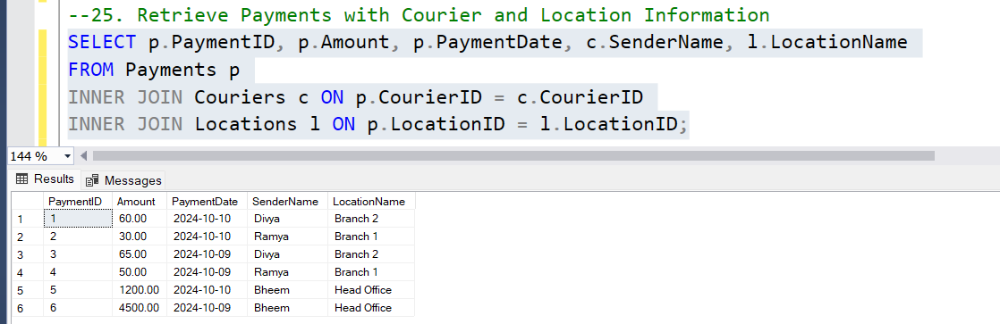 --25. Retrieve Payments with Courier and Location Information
SELECT p.PaymentID, p.Amount, p.PaymentDate, c.SenderName, l.LocationName
FROM Payments p
INNER JOIN Couriers c ON p.CourierID = c.CourierID
INNER JOIN Locations l ON p.LocationID = l.LocationID;
144 %
Results Messages
PaymentID Amount PaymentDate SenderName LocationName
1 1 60.00 2024-10-10 Divya Branch 2
2 2 30.00 2024-10-10 Ramya Branch 1
3 3 65.00 2024-10-09 Divya Branch 2
4 4 50.00 2024-10-09 Ramya Branch 1
5 5 1200.00 2024-10-10 Bheem Head Office
6 6 4500.00 2024-10-09 Bheem Head Office